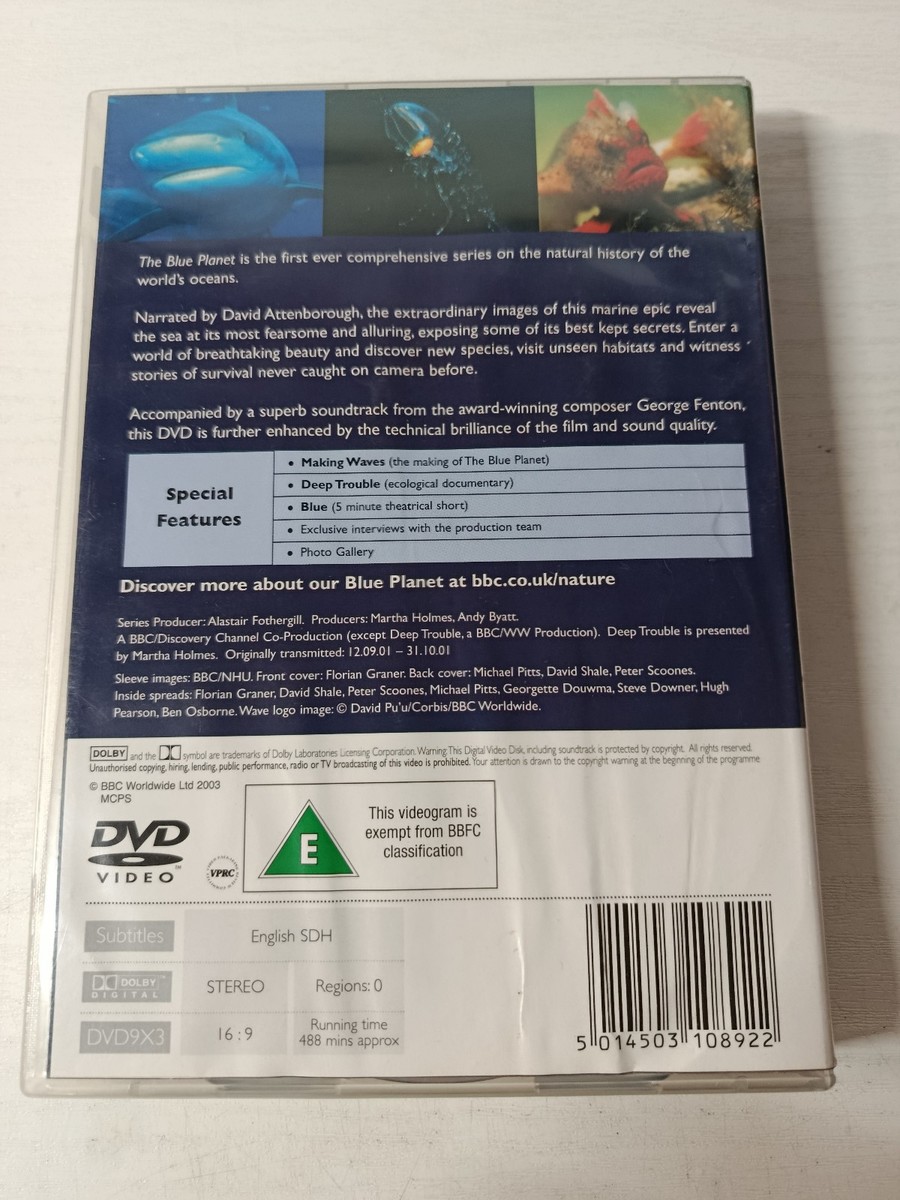 The Blue Planet is the first ever comprehensive series on the natural history of the
world's oceans.
Narrated by David Attenborough, the extraordinary images of this marine epic reveal
the sea at its most fearsome and alluring, exposing some of its best kept secrets. Enter a
world of breathtaking beauty and discover new species, visit unseen habitats and witness
stories of survival never caught on camera before.
Accompanied by a superb soundtrack from the award-winning composer George Fenton,
this DVD is further enhanced by the technical brilliance of the film and sound quality.
Special
Features
• Making Waves (the making of The Blue Planet)
• Deep Trouble (ecological documentary)
• Blue (5 minute theatrical short)
• Exclusive interviews with the production team
• Photo Gallery
Discover more about our Blue Planet at bbc.co.uk/nature
Series Producer: Alastair Fothergill. Producers: Martha Holmes, Andy Byatt.
A BBC/Discovery Channel Co-Production (except Deep Trouble, a BBC/WW Production). Deep Trouble is presented
by Martha Holmes. Originally transmitted: 12.09.01 – 31.10.01
Sleeve images: BBC/NHU. Front cover: Florian Graner. Back cover: Michael Pitts, David Shale, Peter Scoones.
Inside spreads: Florian Graner, David Shale, Peter Scoones, Michael Pitts, Georgette Douwma, Steve Downer, Hugh
Pearson, Ben Osborne. Wave logo image: © David Pu'u/Corbis/BBC Worldwide.
DOLBY and the symbol are trademarks of Dolby Laboratories Licensing Corporation. Warning: This Digital Video Disk, including soundtrack is protected by copyright. All rights reserved.
Unauthorised copying, hiring, lending, public performance, radio or TV broadcasting of this video is prohibited. Your attention is drawn to the copyright warning at the beginning of the programme
© BBC Worldwide Ltd 2003
MCPS
DVD
VIDEO
VPRC
E
This videogram is
exempt from BBFC
classification
Subtitles
English SDH
DOLBY
DIGITAL
STEREO
Regions: 0
DVD9X3
16:9
Running time
488 mins approx
5 014503 108922